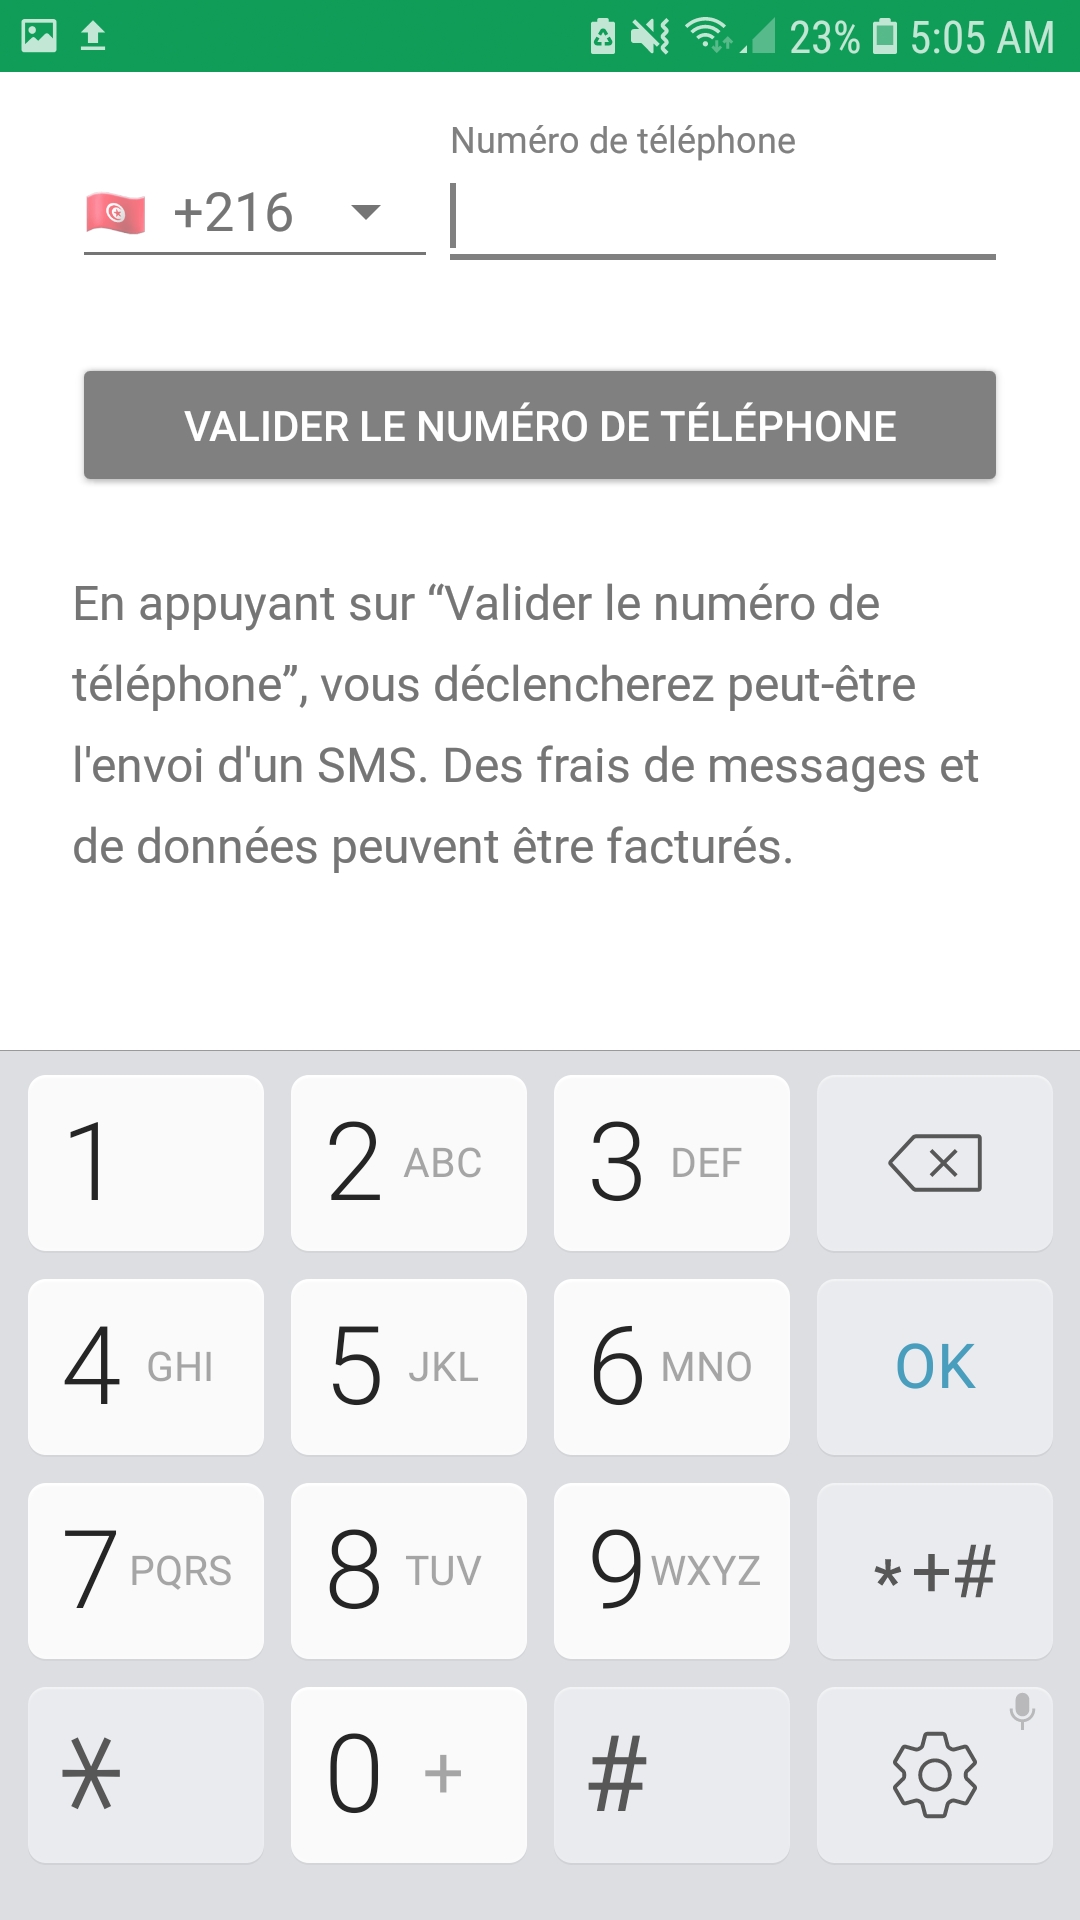 23% 5:05 AM
Numéro de téléphone
+216
VALIDER LE NUMÉRO DE TÉLÉPHONE
En appuyant sur “Valider le numéro de
téléphone”, vous déclencherez peut-être
l'envoi d'un SMS. Des frais de messages et
de données peuvent être facturés.
1 2 ABC 3 DEF
4 GHI 5 JKL 6 MNO OK
7 PQRS 8 TUV 9 WXYZ *+#
* 0 + #